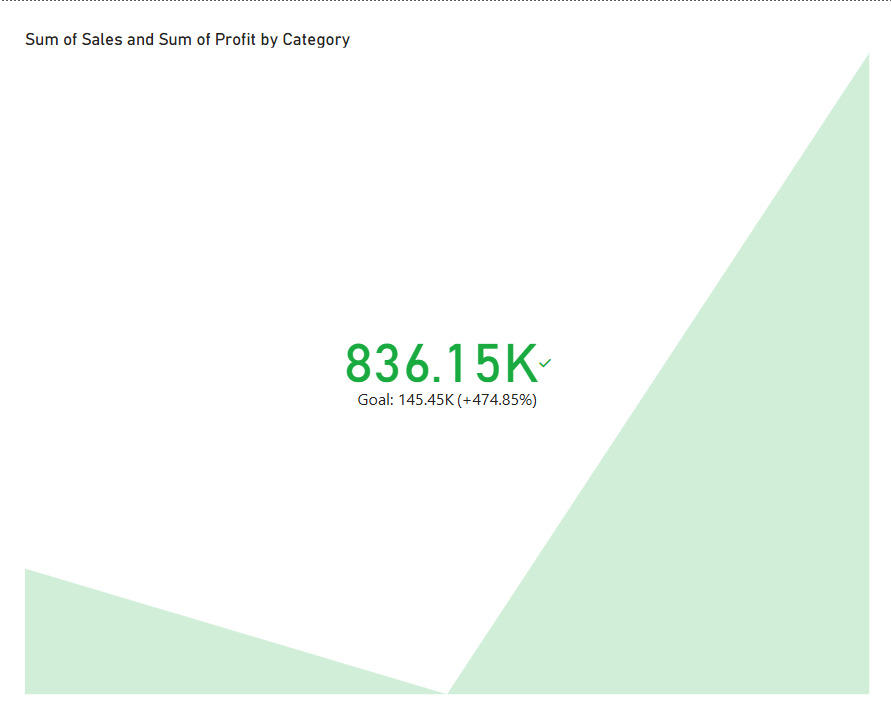 Sum of Sales and Sum of Profit by Category
836.15K
Goal: 145.45K (+474.85%)